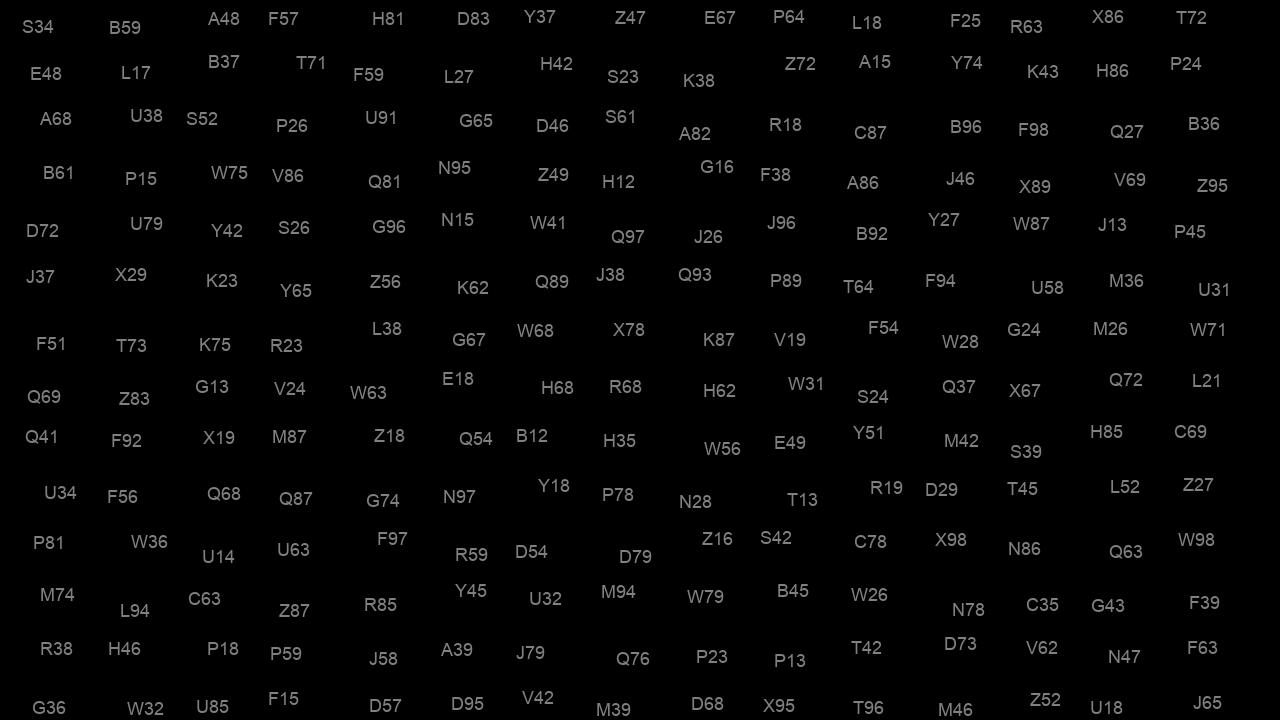 S34 B59 A48 F57 H81 D83 Y37 Z47 E67 P64 L18 F25 R63 X86 T72
E48 L17 B37 T71 F59 L27 H42 S23 K38 Z72 A15 Y74 K43 H86 P24
A68 U38 S52 P26 U91 G65 D46 S61 A82 R18 C87 B96 F98 Q27 B36
B61 P15 W75 V86 Q81 N95 Z49 H12 G16 F38 A86 J46 X89 V69 Z95
D72 U79 Y42 S26 G96 N15 W41 Q97 J26 J96 B92 Y27 W87 J13 P45
J37 X29 K23 Y65 Z56 K62 Q89 J38 Q93 P89 T64 F94 U58 M36 U31
F51 T73 K75 R23 L38 G67 W68 X78 K87 V19 F54 W28 G24 M26 W71
Q69 Z83 G13 V24 W63 E18 H68 R68 H62 W31 S24 Q37 X67 Q72 L21
Q41 F92 X19 M87 Z18 Q54 B12 H35 W56 E49 Y51 M42 S39 H85 C69
U34 F56 Q68 Q87 G74 N97 Y18 P78 N28 T13 R19 D29 T45 L52 Z27
P81 W36 U14 U63 F97 R59 D54 D79 Z16 S42 C78 X98 N86 Q63 W98
M74 L94 C63 Z87 R85 Y45 U32 M94 W79 B45 W26 N78 C35 G43 F39
R38 H46 P18 P59 J58 A39 J79 Q76 P23 P13 T42 D73 V62 N47 F63
G36 W32 U85 F15 D57 D95 V42 M39 D68 X95 T96 M46 Z52 U18 J65